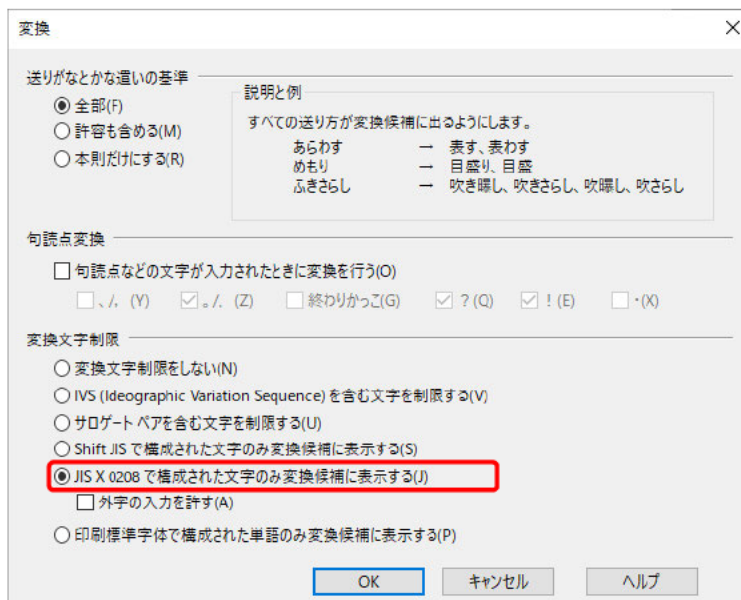 変換
送りがなとかな遣いの基準
全部(F)
許容も含める(M)
本則だけにする(R)
説明と例
すべての送り方が変換候補に出るようにします。
あらわす → 表す、表わす
めもり → 目盛り、目盛
ふきさらし → 吹き曝し、吹きさらし、吹曝し、吹さらし
句読点変換
句読点などの文字が入力されたときに変換を行う(O)
、/, (Y) 。/. (Z) 終わりかっこ(G) ? (Q) ! (E) ・(X)
変換文字制限
変換文字制限をしない(N)
IVS (Ideographic Variation Sequence) を含む文字を制限する(V)
サロゲート ペアを含む文字を制限する(U)
Shift JIS で構成された文字のみ変換候補に表示する(S)
JIS X 0208 で構成された文字のみ変換候補に表示する(J)
外字の入力を許す(A)
印刷標準字体で構成された単語のみ変換候補に表示する(P)
OK キャンセル ヘルプ